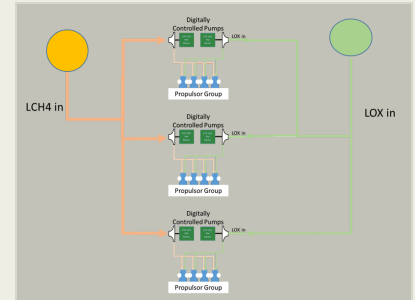 Digitally
Controlled Pumps
LOX in
Propulsor Group
LCH4 in
LOX in
Digitally
Controlled Pumps
LOX in
Propulsor Group
Digitally
Controlled Pumps
LOX in
Propulsor Group